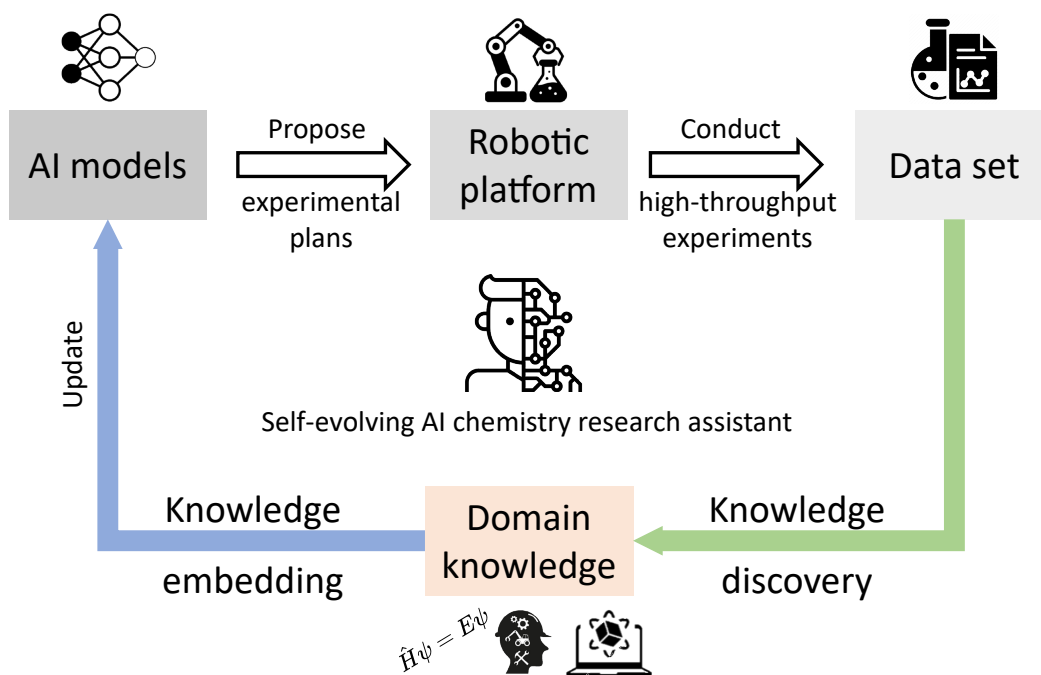 AI models
Propose
experimental
plans
Robotic
platform
Conduct
high-throughput
experiments
Data set
Update
Self-evolving AI chemistry research assistant
Knowledge
embedding
Domain
knowledge
Knowledge
discovery
Ĥψ = Eψ